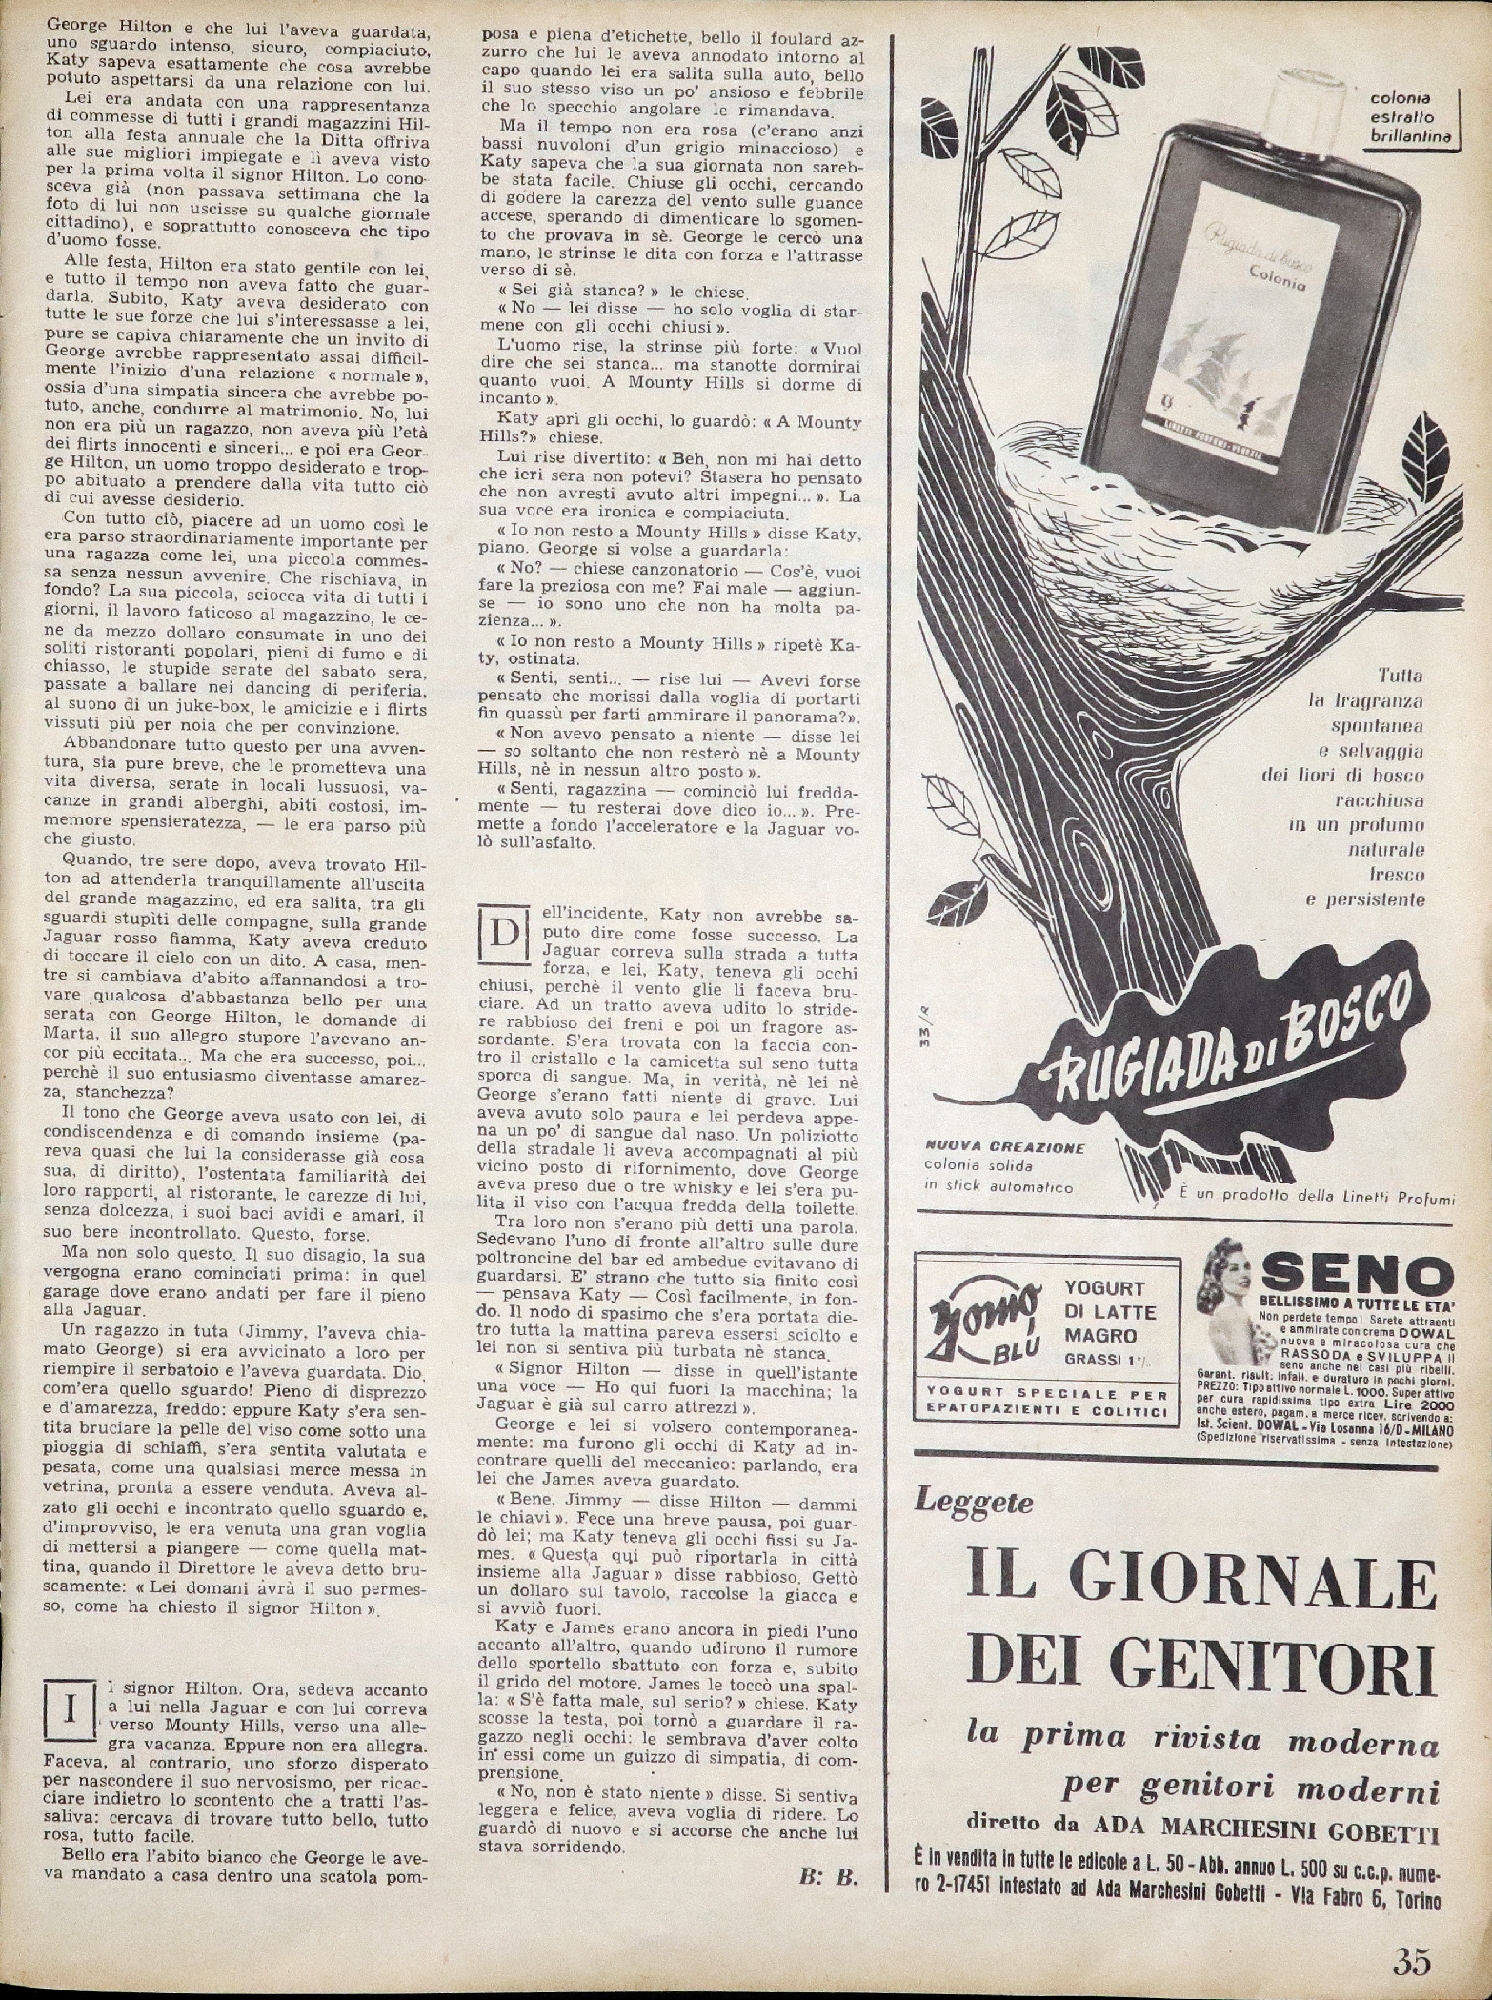 George Hilton e che lui l'aveva guardata,
uno sguardo intenso, sicuro, compiaciuto,
Katy sapeva esattamente che cosa avrebbe
potuto aspettarsi da una relazione con lui.
Lei era andata con una rappresentanza
di commesse di tutti i grandi magazzini Hil-
ton alla festa annuale che la Ditta offriva
alle sue migliori impiegate e lì aveva visto
per la prima volta il signor Hilton. Lo cono-
sceva già (non passava settimana che la
foto di lui non uscisse su qualche giornale
cittadino), e soprattutto conosceva che tipo
d'uomo fosse.
Alle festa, Hilton era stato gentile con lei,
e tutto il tempo non aveva fatto che guar-
darla. Subito, Katy aveva desiderato con
tutte le sue forze che lui s'interessasse a lei,
pure se capiva chiaramente che un invito di
George avrebbe rappresentato assai difficil-
mente l'inizio d'una relazione « normale »,
ossia d'una simpatia sincera che avrebbe po-
tuto, anche, condurre al matrimonio. No, lui
non era più un ragazzo, non aveva più l'età
dei flirts innocenti e sinceri... e poi era Geor-
ge Hilton, un uomo troppo desiderato e trop-
po abituato a prendere dalla vita tutto ciò
di cui avesse desiderio.
Con tutto ciò, piacere ad un uomo così le
era parso straordinariamente importante per
una ragazza come lei, una piccola commes-
sa senza nessun avvenire. Che rischiava, in
fondo? La sua piccola, sciocca vita di tutti i
giorni, il lavoro faticoso al magazzino, le ce-
ne da mezzo dollaro consumate in uno dei
soliti ristoranti popolari, pieni di fumo e di
chiasso, le stupide serate del sabato sera,
passate a ballare nei dancing di periferia,
al suono di un juke-box, le amicizie e i flirts
vissuti più per noia che per convinzione.
Abbandonare tutto questo per una avven-
tura, sia pure breve, che le prometteva una
vita diversa, serate in locali lussuosi, va-
canze in grandi alberghi, abiti costosi, im-
memore spensieratezza, — le era parso più
che giusto.
Quando, tre sere dopo, aveva trovato Hil-
ton ad attenderla tranquillamente all'uscita
del grande magazzino, ed era salita, tra gli
sguardi stupiti delle compagne, sulla grande
Jaguar rosso fiamma, Katy aveva creduto
di toccare il cielo con un dito. A casa, men-
tre si cambiava d'abito affannandosi a tro-
vare qualcosa d'abbastanza bello per una
serata con George Hilton, le domande di
Marta, il suo allegro stupore l'avevano an-
cor più eccitata... Ma che era successo, poi...
perchè il suo entusiasmo diventasse amarez-
za, stanchezza?
Il tono che George aveva usato con lei, di
condiscendenza e di comando insieme (pa-
reva quasi che lui la considerasse già cosa
sua, di diritto), l'ostentata familiarità dei
loro rapporti, al ristorante, le carezze di lui,
senza dolcezza, i suoi baci avidi e amari, il
suo bere incontrollato. Questo, forse.
Ma non solo questo. Il suo disagio, la sua
vergogna erano cominciati prima: in quel
garage dove erano andati per fare il pieno
alla Jaguar.
Un ragazzo in tuta (Jimmy, l'aveva chia-
mato George) si era avvicinato a loro per
riempire il serbatoio e l'aveva guardata. Dio,
com'era quello sguardo! Pieno di disprezzo
e d'amarezza, freddo: eppure Katy s'era sen-
tita bruciare la pelle del viso come sotto una
pioggia di schiaffi, s'era sentita valutata e
pesata, come una qualsiasi merce messa in
vetrina, pronta a essere venduta. Aveva al-
zato gli occhi e incontrato quello sguardo e,
d'improvviso, le era venuta una gran voglia
di mettersi a piangere — come quella mat-
tina, quando il Direttore le aveva detto bru-
scamente: « Lei domani avrà il suo permes-
so, come ha chiesto il signor Hilton ».
Il signor Hilton. Ora, sedeva accanto
a lui nella Jaguar e con lui correva
verso Mounty Hills, verso una alle-
gra vacanza. Eppure non era allegra.
Faceva, al contrario, uno sforzo disperato
per nascondere il suo nervosismo, per ricac-
ciare indietro lo scontento che a tratti l'as-
saliva: cercava di trovare tutto bello, tutto
rosa, tutto facile.
Bello era l'abito bianco che George le ave-
va mandato a casa dentro una scatola pom-
posa e piena d'etichette, bello il foulard az-
zurro che lui le aveva annodato intorno al
capo quando lei era salita sulla auto, bello
il suo stesso viso un po' ansioso e febbrile
che lo specchio angolare le rimandava.
Ma il tempo non era rosa (c'erano anzi
bassi nuvoloni d'un grigio minaccioso) e
Katy sapeva che la sua giornata non sareb-
be stata facile. Chiuse gli occhi, cercando
di godere la carezza del vento sulle guance
accese, sperando di dimenticare lo sgomen-
to che provava in sè. George le cercò una
mano, le strinse le dita con forza e l'attrasse
verso di sè.
« Sei già stanca? » le chiese.
« No — lei disse — ho solo voglia di star-
mene con gli occhi chiusi ».
L'uomo rise, la strinse più forte: « Vuol
dire che sei stanca... ma stanotte dormirai
quanto vuoi. A Mounty Hills si dorme di
incanto ».
Katy aprì gli occhi, lo guardò: « A Mounty
Hills?» chiese.
Lui rise divertito: « Beh, non mi hai detto
che ieri sera non potevi? Stasera ho pensato
che non avresti avuto altri impegni... ». La
sua voce era ironica e compiaciuta.
« Io non resto a Mounty Hills » disse Katy,
piano. George si volse a guardarla:
« No? — chiese canzonatorio — Cos'è, vuoi
fare la preziosa con me? Fai male — aggiun-
se — io sono uno che non ha molta pa-
zienza... ».
« Io non resto a Mounty Hills » ripetè Ka-
ty, ostinata.
« Senti, senti... — rise lui — Avevi forse
pensato che morissi dalla voglia di portarti
fin quassù per farti ammirare il panorama?».
« Non avevo pensato a niente — disse lei
— so soltanto che non resterò nè a Mounty
Hills, nè in nessun altro posto ».
« Senti, ragazzina — cominciò lui fredda-
mente — tu resterai dove dico io... ». Pre-
mette a fondo l'acceleratore e la Jaguar vo-
lò sull'asfalto.
Dell'incidente, Katy non avrebbe sa-
puto dire come fosse successo. La
Jaguar correva sulla strada a tutta
forza, e lei, Katy, teneva gli occhi
chiusi, perchè il vento glie li faceva bru-
ciare. Ad un tratto aveva udito lo stride-
re rabbioso dei freni e poi un fragore as-
sordante. S'era trovata con la faccia con-
tro il cristallo e la camicetta sul seno tutta
sporca di sangue. Ma, in verità, nè lei nè
George s'erano fatti niente di grave. Lui
aveva avuto solo paura e lei perdeva appe-
na un po' di sangue dal naso. Un poliziotto
della stradale li aveva accompagnati al più
vicino posto di rifornimento, dove George
aveva preso due o tre whisky e lei s'era pu-
lita il viso con l'acqua fredda della toilette.
Tra loro non s'erano più detti una parola.
Sedevano l'uno di fronte all'altro sulle dure
poltroncine del bar ed ambedue evitavano di
guardarsi. E' strano che tutto sia finito così
— pensava Katy — Così facilmente, in fon-
do. Il nodo di spasimo che s'era portata die-
tro tutta la mattina pareva essersi sciolto e
lei non si sentiva più turbata nè stanca.
« Signor Hilton — disse in quell'istante
una voce — Ho qui fuori la macchina; la
Jaguar è già sul carro attrezzi ».
George e lei si volsero contemporanea-
mente: ma furono gli occhi di Katy ad in-
contrare quelli del meccanico: parlando, era
lei che James aveva guardato.
« Bene, Jimmy — disse Hilton — dammi
le chiavi ». Fece una breve pausa, poi guar-
dò lei; ma Katy teneva gli occhi fissi su Ja-
mes. « Questa qui può riportarla in città
insieme alla Jaguar » disse rabbioso. Gettò
un dollaro sul tavolo, raccolse la giacca e
si avviò fuori.
Katy e James erano ancora in piedi l'uno
accanto all'altro, quando udirono il rumore
dello sportello sbattuto con forza e, subito
il grido del motore. James le toccò una spal-
la: « S'è fatta male, sul serio? » chiese. Katy
scosse la testa, poi tornò a guardare il ra-
gazzo negli occhi: le sembrava d'aver colto
in essi come un guizzo di simpatia, di com-
prensione.
« No, non è stato niente » disse. Si sentiva
leggera e felice, aveva voglia di ridere. Lo
guardò di nuovo e si accorse che anche lui
stava sorridendo.
B: B.
colonia
estratto
brillantina
Rugiada di bosco
Colonia
LINETTI PROFUMI - VENEZIA
Tutta
la fragranza
spontanea
e selvaggia
dei fiori di bosco
racchiusa
in un profumo
naturale
fresco
e persistente
33/R
RUGIADA DI BOSCO
NUOVA CREAZIONE
colonia solida
in stick automatico
È un prodotto della Linetti Profumi
Yomo
BLÙ
YOGURT
DI LATTE
MAGRO
GRASSI 1%
YOGURT SPECIALE PER
EPATOPAZIENTI E COLITICI
SENO
BELLISSIMO A TUTTE LE ETA'
Non perdete tempo! Sarete attraenti
e ammirate con crema DOWAL
nuova e miracolosa cura che
RASSODA e SVILUPPA il
seno anche nei casi più ribelli.
Garant. risult. infall. e duraturo in pochi giorni.
PREZZO: Tipo attivo normale L. 1000. Super attivo
per cura rapidissima tipo extra Lire 2000
anche estero, pagam. a merce ricev. scrivendo a:
Ist. Scient. DOWAL - Via Losanna 16/D - MILANO
(Spedizione riservatissima - senza intestazione)
Leggete
IL GIORNALE
DEI GENITORI
la prima rivista moderna
per genitori moderni
diretto da ADA MARCHESINI GOBETTI
È in vendita in tutte le edicole a L. 50 - Abb. annuo L. 500 su c.c.p. nume-
ro 2-17451 intestato ad Ada Marchesini Gobetti - Via Fabro 6, Torino
35